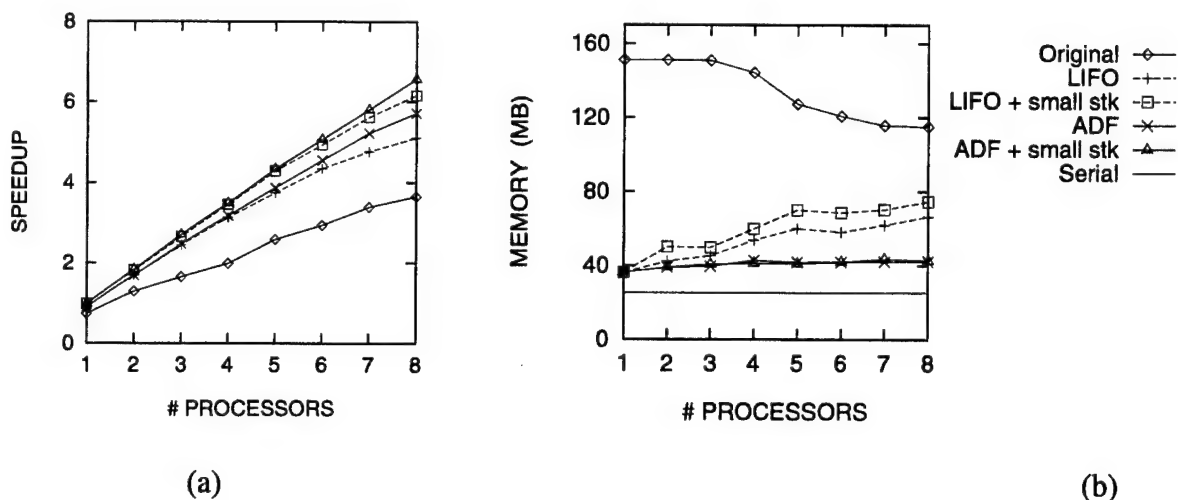 8
6
4
2
0
SPEEDUP
1 2 3 4 5 6 7 8
# PROCESSORS
(a)
160
120
80
40
0
MEMORY (MB)
1 2 3 4 5 6 7 8
# PROCESSORS
Original
LIFO
LIFO + small stk
ADF
ADF + small stk
Serial
(b)